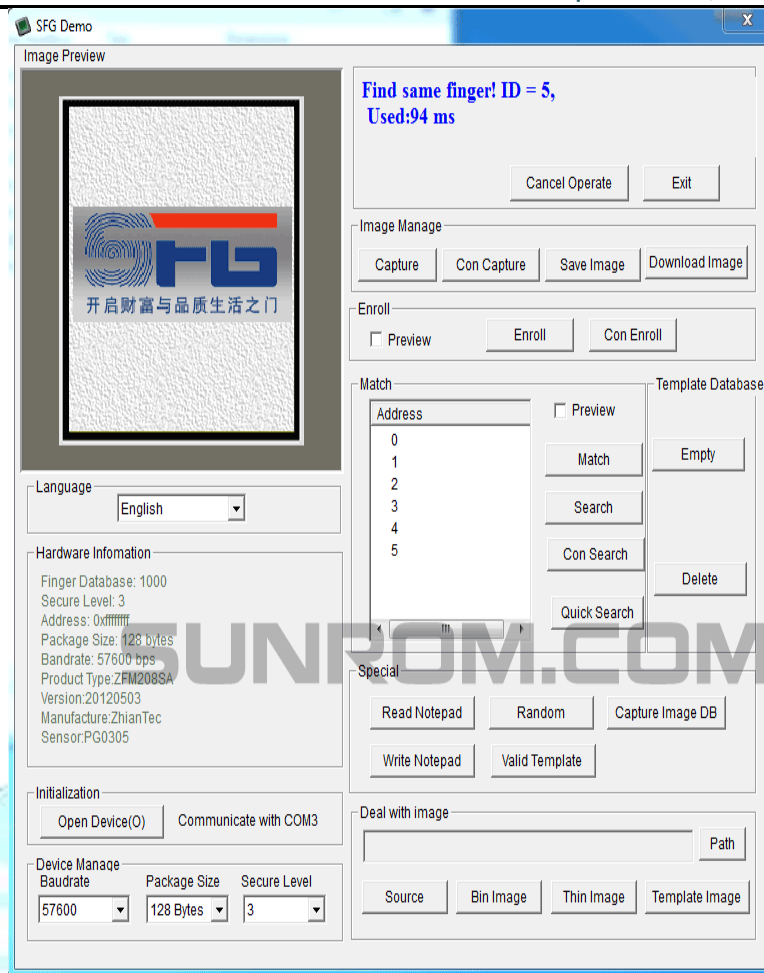 SFG Demo
x
Image Preview
开启财富与品质生活之门
Find same finger! ID = 5,
Used:94 ms
Cancel Operate
Exit
Image Manage
Capture
Con Capture
Save Image
Download Image
Enroll
Preview
Enroll
Con Enroll
Match
Address
0
1
2
3
4
5
Preview
Match
Search
Con Search
Quick Search
Template Database
Empty
Delete
Language
English
Hardware Infomation
Finger Database: 1000
Secure Level: 3
Address: 0xffffffff
Package Size: 128 bytes
Bandrate: 57600 bps
Product Type:ZFM208SA
Version:20120503
Manufacture:ZhianTec
Sensor:PG0305
SUNROM.COM
Special
Read Notepad
Random
Capture Image DB
Write Notepad
Valid Template
Initialization
Open Device(O)
Communicate with COM3
Device Manage
Baudrate
Package Size
Secure Level
57600
128 Bytes
3
Deal with image
Path
Source
Bin Image
Thin Image
Template Image